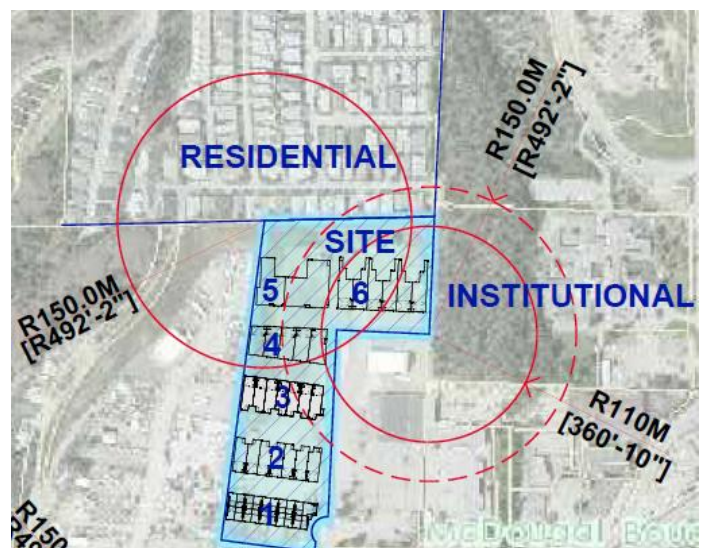 R150.0M
[R492'-2"]
RESIDENTIAL
SITE
5
6
INSTITUTIONAL
R150.0M
[R492'-2"]
4
3
R110M
[360'-10"]
2
1
McDougal